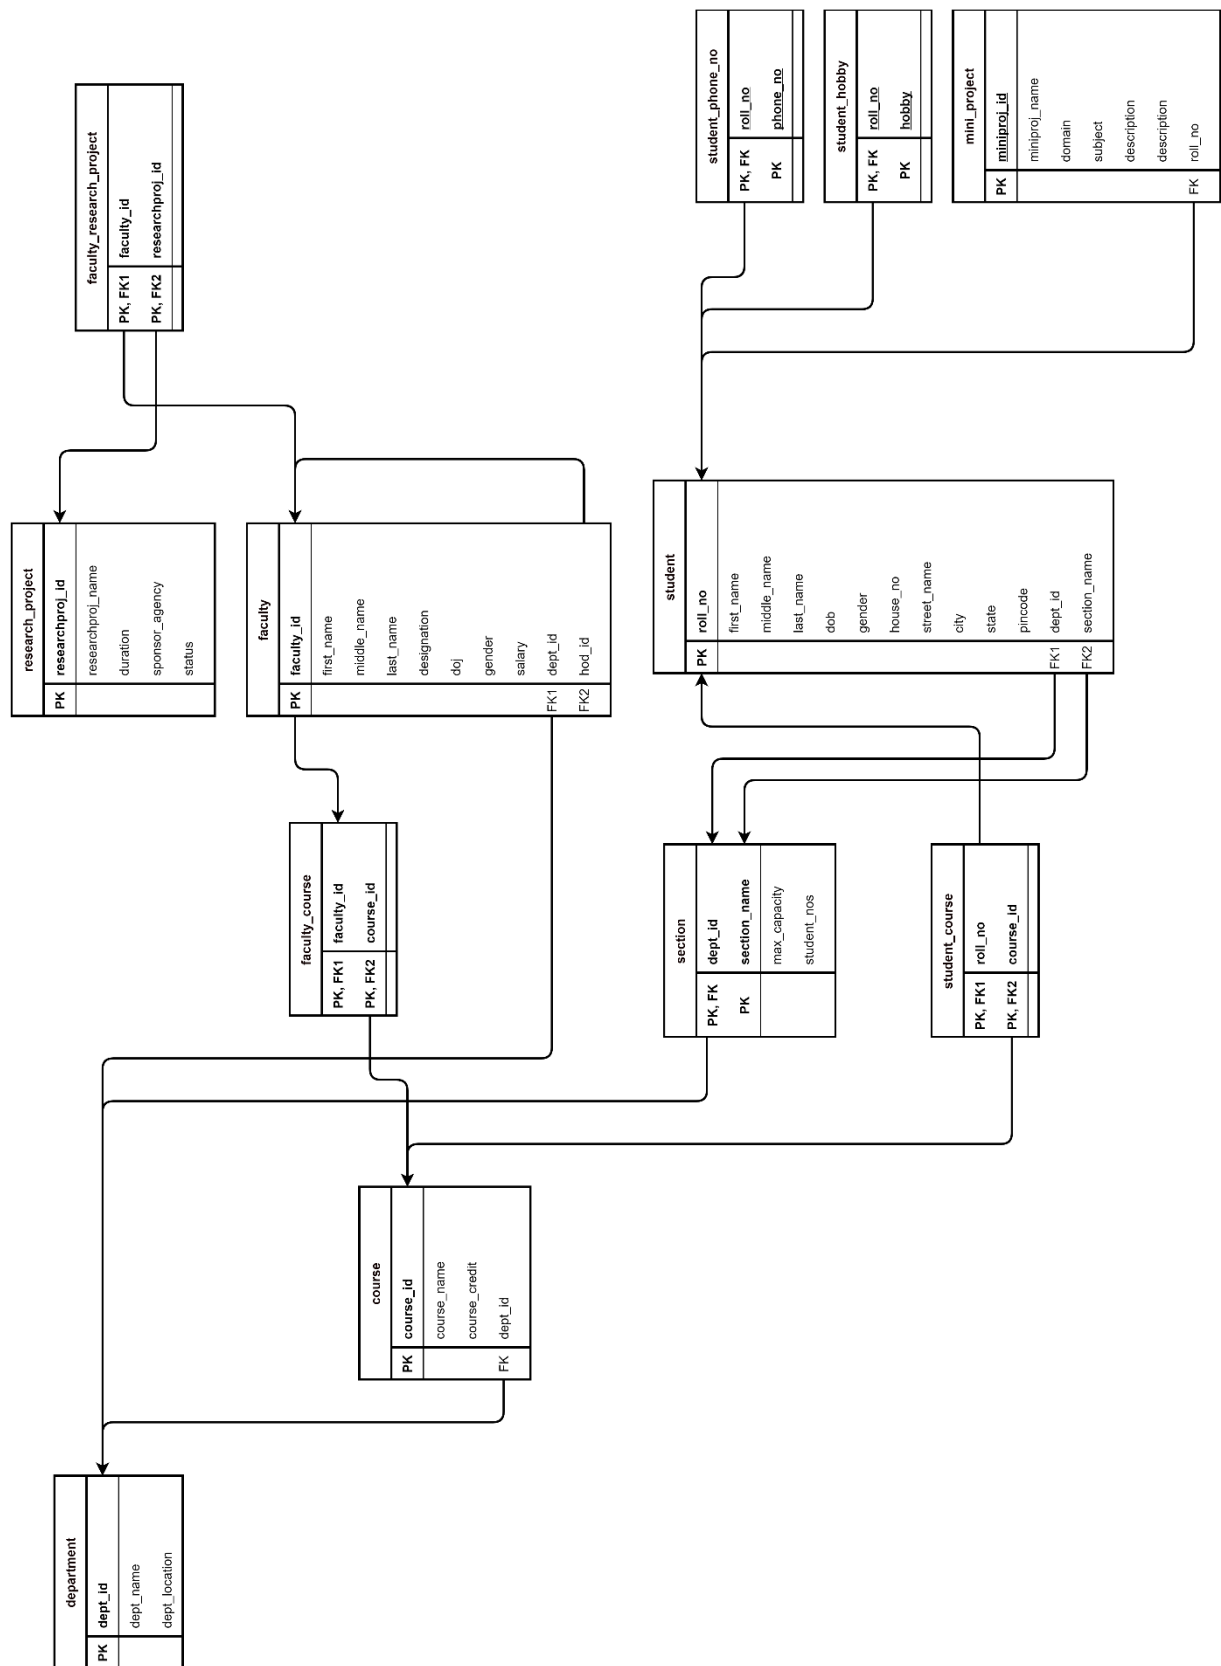 department
PK dept_id
dept_name
dept_location
research_project
PK researchproj_id
researchproj_name
duration
sponsor_agency
status
faculty_research_project
PK, FK1 faculty_id
PK, FK2 researchproj_id
faculty
PK faculty_id
first_name
middle_name
last_name
designation
doj
gender
salary
FK1 dept_id
FK2 hod_id
faculty_course
PK, FK1 faculty_id
PK, FK2 course_id
course
PK course_id
course_name
course_credit
FK dept_id
section
PK, FK dept_id
PK section_name
max_capacity
student_nos
student
PK roll_no
first_name
middle_name
last_name
dob
gender
house_no
street_name
city
state
pincode
FK1 dept_id
FK2 section_name
student_phone_no
PK, FK roll_no
PK phone_no
student_hobby
PK, FK roll_no
PK hobby
student_course
PK, FK1 roll_no
PK, FK2 course_id
mini_project
PK miniproj_id
miniproj_name
domain
subject
description
description
FK roll_no